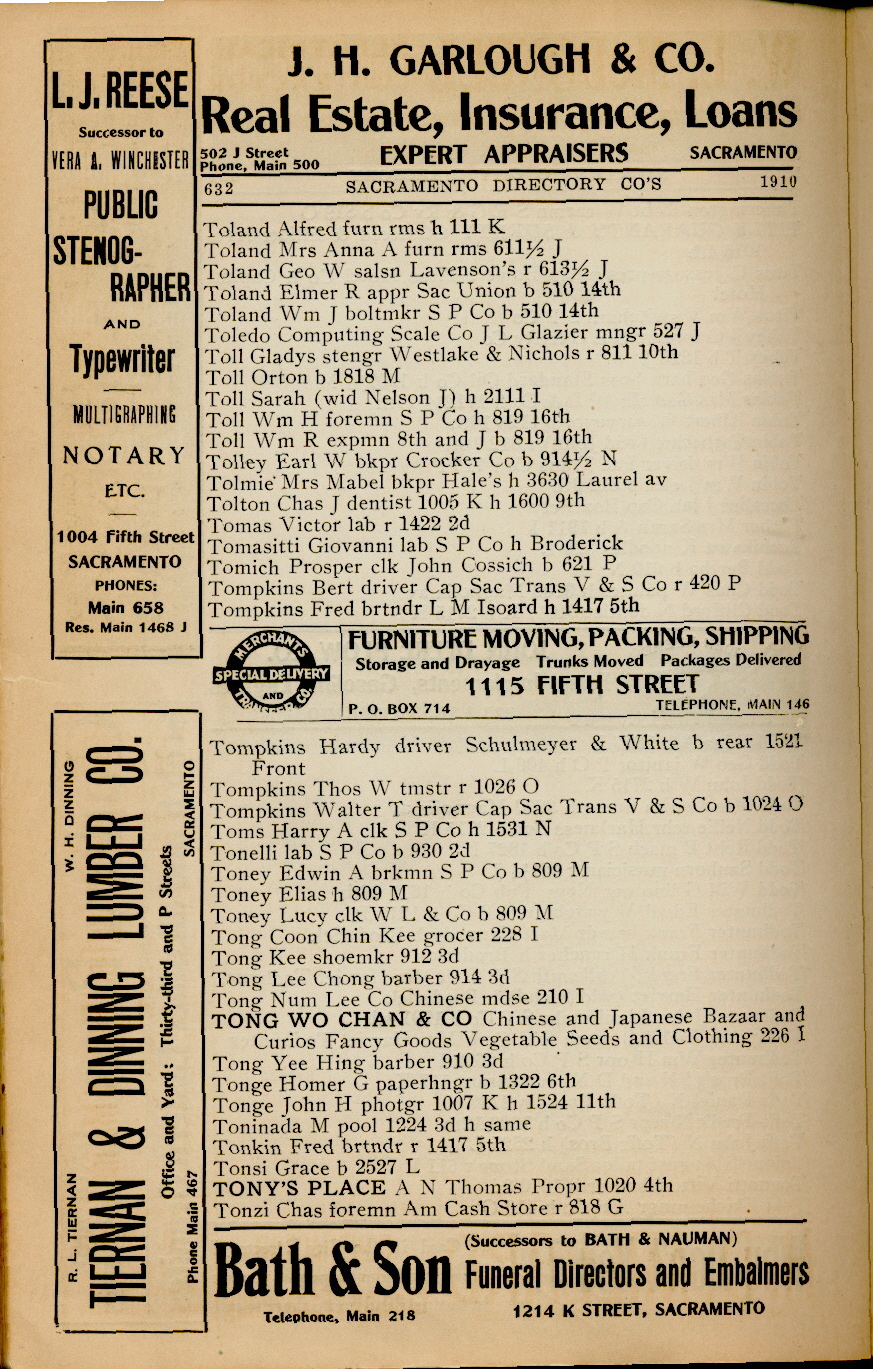 J. H. GARLOUGH & CO.
Real Estate, Insurance, Loans
502 J Street
Phone, Main 500
EXPERT APPRAISERS
SACRAMENTO
632 SACRAMENTO DIRECTORY CO'S 1910
L. J. REESE
Successor to
VERA A. WINCHESTER
PUBLIC
STENOG-
RAPHER
AND
Typewriter
MULTIGRAPHING
NOTARY
ETC.
1004 Fifth Street
SACRAMENTO
PHONES:
Main 658
Res. Main 1468 J
Toland Alfred furn rms h 111 K
Toland Mrs Anna A furn rms 611½ J
Toland Geo W salsn Lavenson's r 613½ J
Toland Elmer R appr Sac Union b 510 14th
Toland Wm J boltmkr S P Co b 510 14th
Toledo Computing Scale Co J L Glazier mngr 527 J
Toll Gladys stengr Westlake & Nichols r 811 10th
Toll Orton b 1818 M
Toll Sarah (wid Nelson J) h 2111 I
Toll Wm H foremn S P Co h 819 16th
Toll Wm R expmn 8th and J b 819 16th
Tolley Earl W bkpr Crocker Co b 914½ N
Tolmie Mrs Mabel bkpr Hale's h 3630 Laurel av
Tolton Chas J dentist 1005 K h 1600 9th
Tomas Victor lab r 1422 2d
Tomasitti Giovanni lab S P Co h Broderick
Tomich Prosper clk John Cossich b 621 P
Tompkins Bert driver Cap Sac Trans V & S Co r 420 P
Tompkins Fred brtndr L M Isoard h 1417 5th
MERCHANTS
SPECIAL DELIVERY
AND
TRANSFER CO.
FURNITURE MOVING, PACKING, SHIPPING
Storage and Drayage Trunks Moved Packages Delivered
1115 FIFTH STREET
P. O. BOX 714 TELEPHONE, MAIN 146
Tompkins Hardy driver Schulmeyer & White b rear 1521
Front
Tompkins Thos W tmstr r 1026 O
Tompkins Walter T driver Cap Sac Trans V & S Co b 1024 O
Toms Harry A clk S P Co h 1531 N
Tonelli lab S P Co b 930 2d
Toney Edwin A brkmn S P Co b 809 M
Toney Elias h 809 M
Toney Lucy clk W L & Co b 809 M
Tong Coon Chin Kee grocer 228 I
Tong Kee shoemkr 912 3d
Tong Lee Chong barber 914 3d
Tong Num Lee Co Chinese mdse 210 I
TONG WO CHAN & CO Chinese and Japanese Bazaar and
Curios Fancy Goods Vegetable Seeds and Clothing 226 I
Tong Yee Hing barber 910 3d
Tonge Homer G paperhngr b 1322 6th
Tonge John H photgr 1007 K h 1524 11th
Toninada M pool 1224 3d h same
Tonkin Fred brtndr r 1417 5th
Tonsi Grace b 2527 L
TONY'S PLACE A N Thomas Propr 1020 4th
Tonzi Chas foremn Am Cash Store r 818 G
R. L. TIERNAN W. H. DINNING
TIERNAN & DINNING LUMBER CO.
Office and Yard: Thirty-third and P Streets
Phone Main 467 SACRAMENTO
Bath & Son
Telephone, Main 218
(Successors to BATH & NAUMAN)
Funeral Directors and Embalmers
1214 K STREET, SACRAMENTO